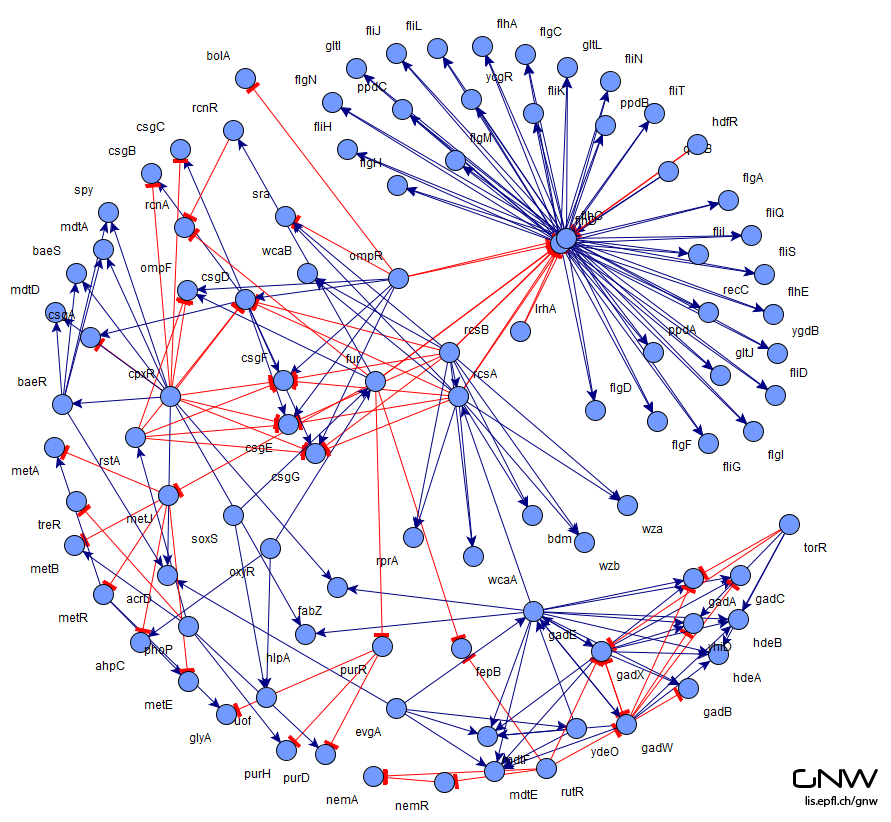 flhA
fliL
fliJ
flgC
gltI
gltL
bolA
fliN
flgN
ppdC
ycgR
fliK
ppdB
fliT
rcnR
hdfR
csgC
fliH
flgM
csgB
flgH
flgA
spy
sra
rcnA
fliQ
mdtA
flhC
fliI
wcaB
baeS
ompR
fliS
ompF
csgD
mdtD
recC
flhE
csgA
lrhA
rcsB
ppdA
ygdB
csgF
fur
gltJ
cpxR
rcsA
fliD
baeR
flgD
csgE
flgF
rstA
metA
csgG
fliG
flgI
metJ
treR
soxS
wza
bdm
torR
rprA
wzb
metB
oxyR
wcaA
acrD
gadA
gadC
metR
fabZ
phoP
gadE
yhiD
hdeB
ahpC
hlpA
purR
fepB
gadX
hdeA
metE
uof
gadB
glyA
evgA
ydeO
gadW
mdtF
purH
purD
mdtE
rutR
nemA
nemR
GNW
lis.epfl.ch/gnw